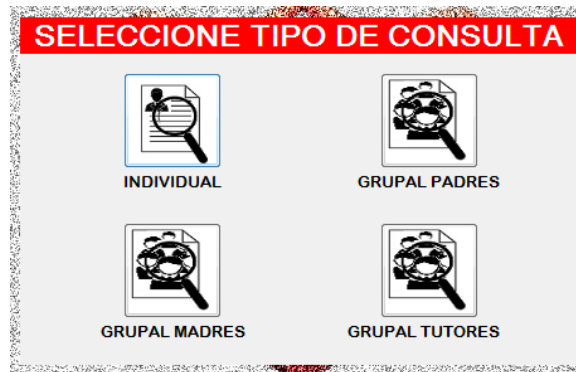 SELECCIONE TIPO DE CONSULTA
INDIVIDUAL
GRUPAL PADRES
GRUPAL MADRES
GRUPAL TUTORES